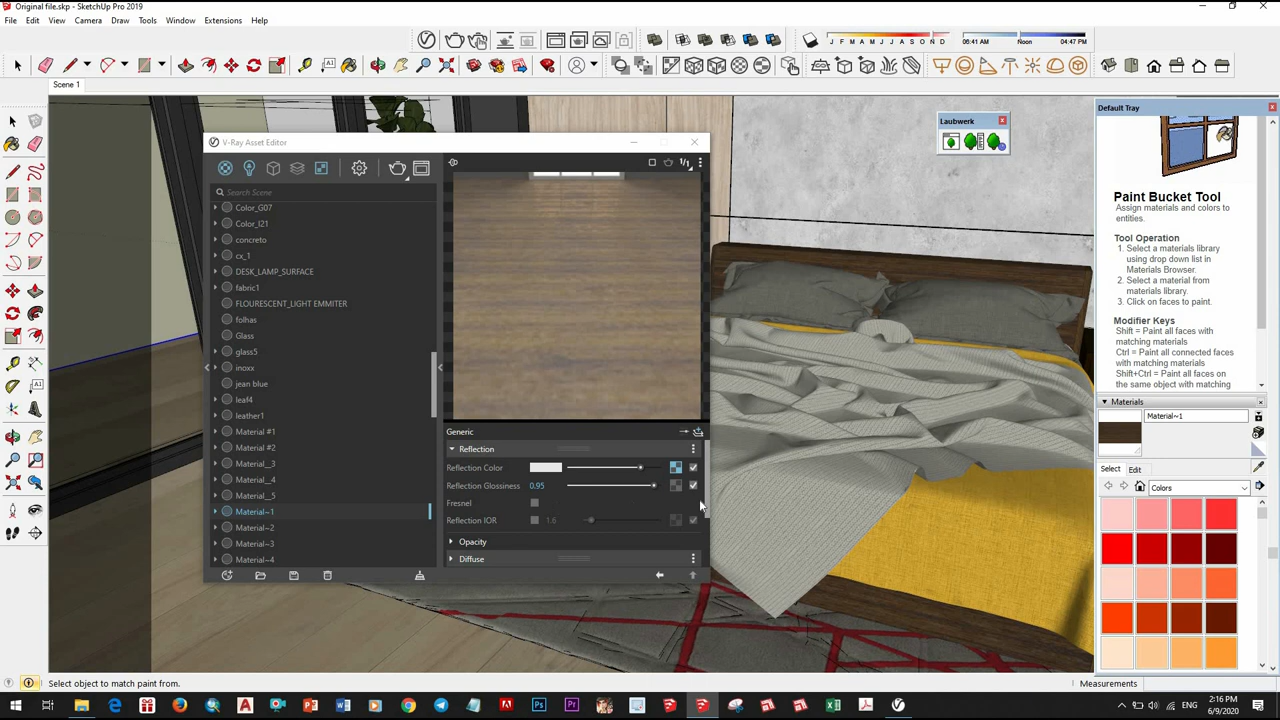 Original file.skp - SketchUp Pro 2019
File Edit View Camera Draw Tools Window Extensions Help
J F M A M J J A S O N D
06:41 AM Noon 04:47 PM
Scene 1
V-Ray Asset Editor
Search Scene
Color_G07
Color_I21
concreto
cx_1
DESK_LAMP_SURFACE
fabric1
FLOURESCENT_LIGHT EMMITER
folhas
Glass
glass5
inoxx
jean blue
leaf4
leather1
Material #1
Material #2
Material__3
Material__4
Material__5
Material~1
Material~2
Material~3
Material~4
1/1
Generic
Reflection
Reflection Color
Reflection Glossiness 0.95
Fresnel
Reflection IOR 1.6
Opacity
Diffuse
Laubwerk
Default Tray
Paint Bucket Tool
Assign materials and colors to
entities.
Tool Operation
1. Select a materials library
using drop down list in
Materials Browser.
2. Select a material from
materials library.
3. Click on faces to paint.
Modifier Keys
Shift = Paint all faces with
matching materials
Ctrl = Paint all connected faces
with matching materials
Shift+Ctrl = Paint all faces on
the same object with matching
Materials
Material~1
Select Edit
Colors
Select object to match paint from.
Measurements
ENG
2:16 PM
6/9/2020